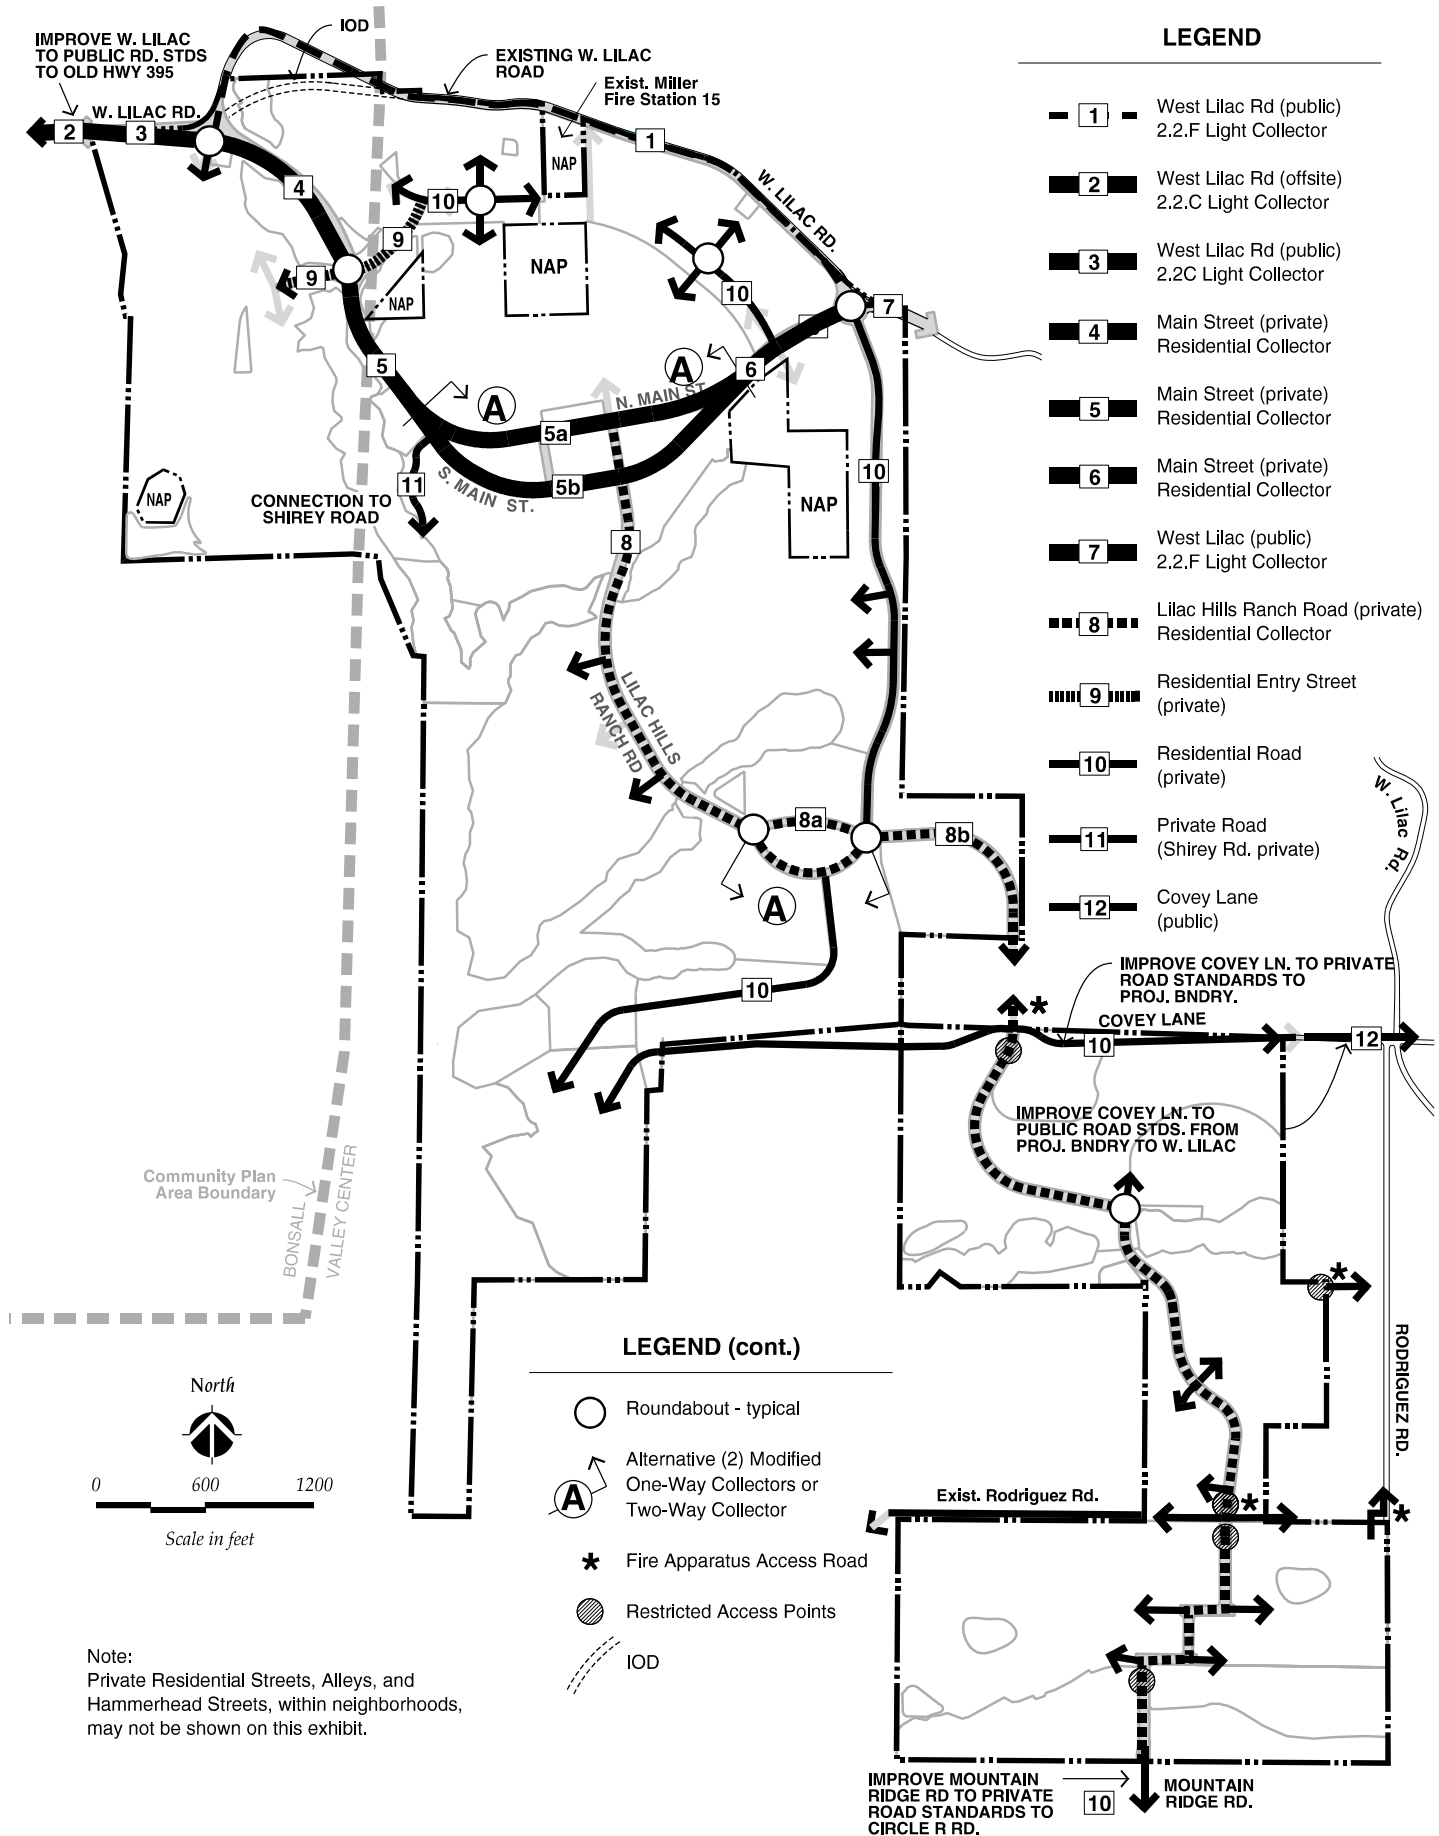 IOD
IMPROVE W. LILAC
TO PUBLIC RD. STDS
TO OLD HWY 395
EXISTING W. LILAC
ROAD
Exist. Miller
Fire Station 15
W. LILAC RD.
2
3
1
NAP
4
10
W. LILAC RD.
9
9
NAP
NAP
10
7
5
A
A
6
N. MAIN ST.
5a
5b
S. MAIN ST.
11
10
NAP
CONNECTION TO
SHIREY ROAD
NAP
8
LILAC HILLS
RANCH RD
8a
8b
A
10
IMPROVE COVEY LN. TO PRIVATE
ROAD STANDARDS TO
PROJ. BNDRY.
*
COVEY LANE
10
12
IMPROVE COVEY LN. TO
PUBLIC ROAD STDS. FROM
PROJ. BNDRY TO W. LILAC
W. Lilac Rd.
Community Plan
Area Boundary
BONSALL
VALLEY CENTER
*
RODRIGUEZ RD.
Exist. Rodriguez Rd.
*
*
IMPROVE MOUNTAIN
RIDGE RD TO PRIVATE
ROAD STANDARDS TO
CIRCLE R RD.
10
MOUNTAIN
RIDGE RD.
LEGEND
1 West Lilac Rd (public)
2.2.F Light Collector
2 West Lilac Rd (offsite)
2.2.C Light Collector
3 West Lilac Rd (public)
2.2C Light Collector
4 Main Street (private)
Residential Collector
5 Main Street (private)
Residential Collector
6 Main Street (private)
Residential Collector
7 West Lilac (public)
2.2.F Light Collector
8 Lilac Hills Ranch Road (private)
Residential Collector
9 Residential Entry Street
(private)
10 Residential Road
(private)
11 Private Road
(Shirey Rd. private)
12 Covey Lane
(public)
LEGEND (cont.)
Roundabout - typical
A Alternative (2) Modified
One-Way Collectors or
Two-Way Collector
* Fire Apparatus Access Road
Restricted Access Points
IOD
North
0 600 1200
Scale in feet
Note:
Private Residential Streets, Alleys, and
Hammerhead Streets, within neighborhoods,
may not be shown on this exhibit.